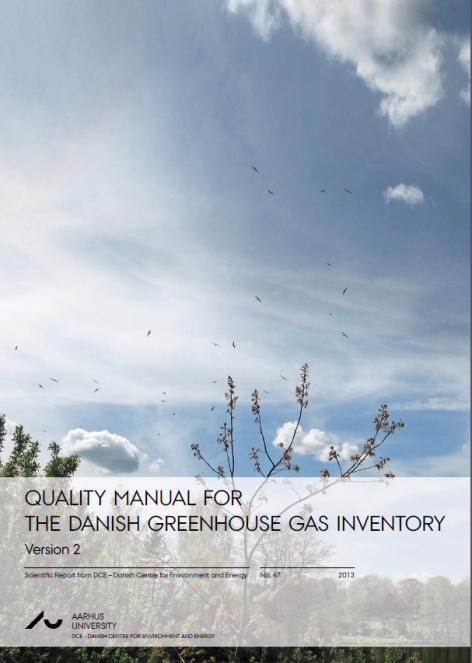 QUALITY MANUAL FOR
THE DANISH GREENHOUSE GAS INVENTORY
Version 2
Scientific Report from DCE – Danish Centre for Environment and Energy No. 47 2013
AARHUS
UNIVERSITY
DCE - DANISH CENTRE FOR ENVIRONMENT AND ENERGY